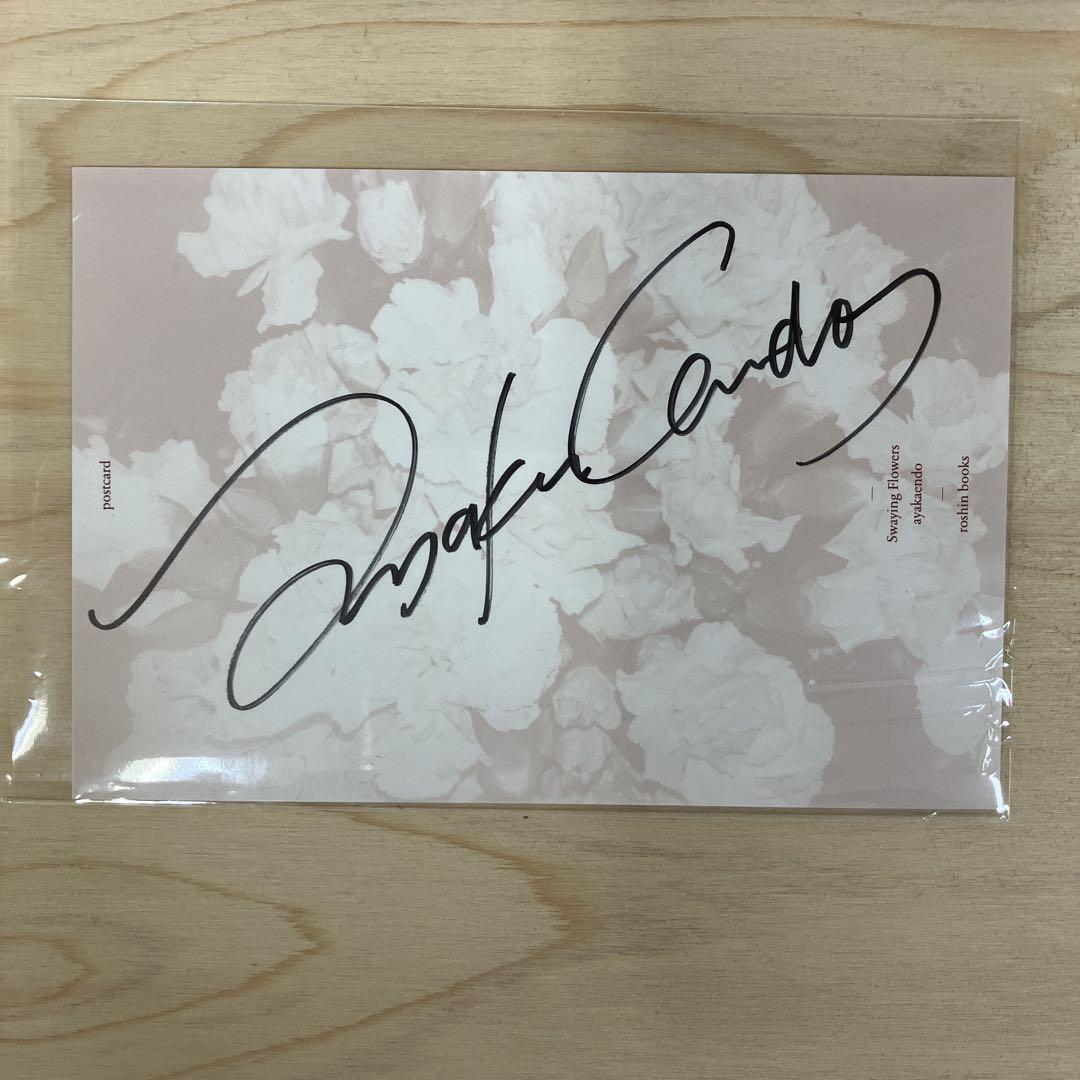 postcard
Ayaka Endo
—
Swaying Flowers
ayakaendo
—
roshin books